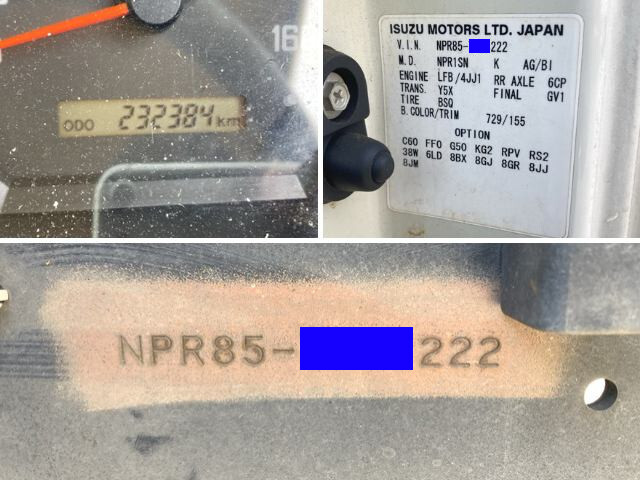 160
ODO 232384 km
ISUZU MOTORS LTD. JAPAN
V.I.N. NPR85- 222
M.D. NPR1SN K AG/BI
ENGINE LFB/4JJ1 RR AXLE 6CP
TRANS. Y5X FINAL GV1
TIRE BSQ
B.COLOR/TRIM 729/155
OPTION
C60 FF0 G50 KG2 RPV RS2
38W 6LD 8BX 8GJ 8GR 8JJ
8JM
NPR85- 222